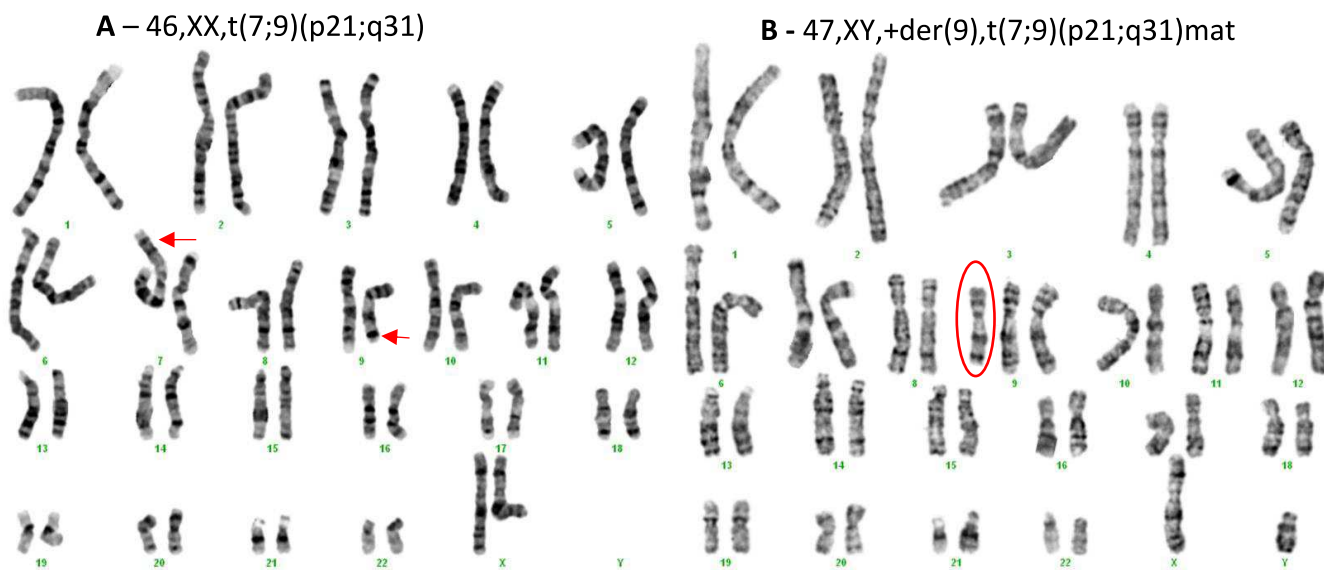 A – 46,XX,t(7;9)(p21;q31)
1 2 3 4 5
6 7 8 9 10 11 12
13 14 15 16 17 18
19 20 21 22 X Y
B - 47,XY,+der(9),t(7;9)(p21;q31)mat
1 2 3 4 5
6 8 9 10 11 12
13 14 15 16 18
19 20 21 22 X Y